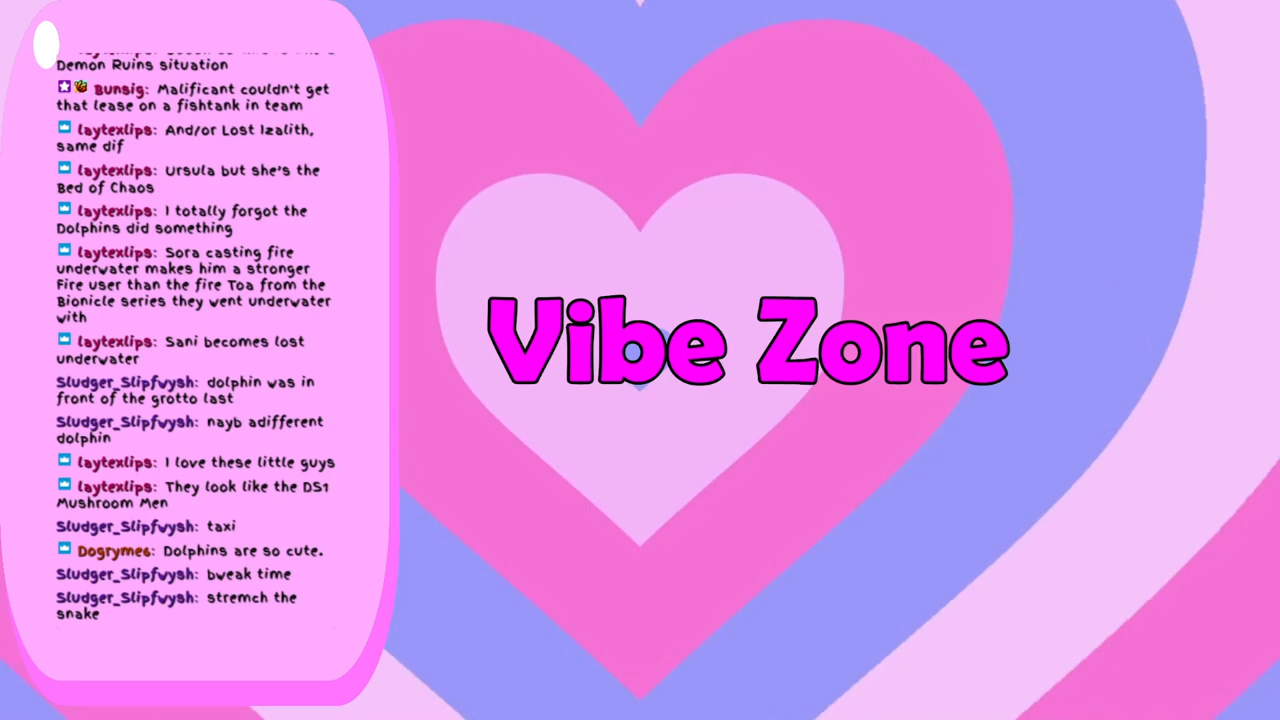 Demon Ruins situation
Bunsig: Malificant couldn't get
that lease on a fishtank in team
laytexlips: And/or Lost Izalith,
same dif
laytexlips: Ursula but she's the
Bed of Chaos
laytexlips: I totally forgot the
Dolphins did something
laytexlips: Sora casting fire
underwater makes him a stronger
Fire user than the fire Toa from the
Bionicle series they went underwater
with
laytexlips: Sani becomes lost
underwater
Sludger_Slipfvysh: dolphin was in
front of the grotto last
Sludger_Slipfvysh: nayb adifferent
dolphin
laytexlips: I love these little guys
laytexlips: They look like the DS1
Mushroom Men
Sludger_Slipfvysh: taxi
Dogryme6: Dolphins are so cute.
Sludger_Slipfvysh: bweak time
Sludger_Slipfvysh: stremch the
snake
Vibe Zone